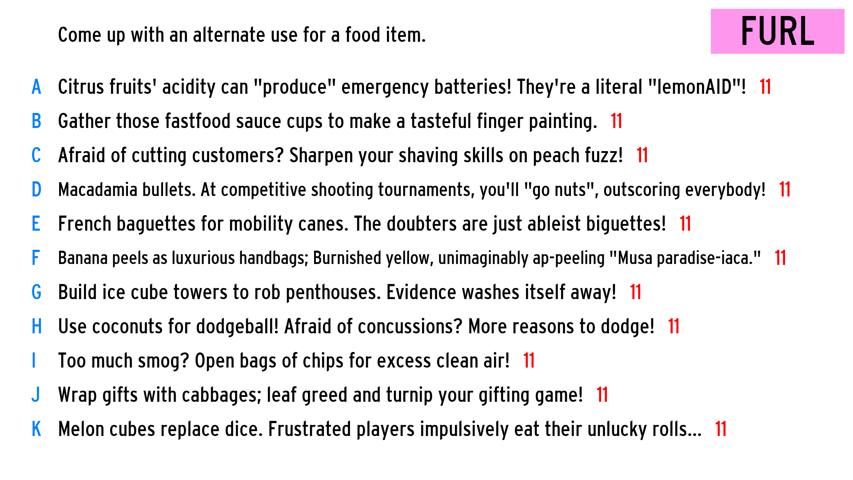 Come up with an alternate use for a food item.
FURL
A Citrus fruits' acidity can "produce" emergency batteries! They're a literal "lemonAID"! 11
B Gather those fastfood sauce cups to make a tasteful finger painting. 11
C Afraid of cutting customers? Sharpen your shaving skills on peach fuzz! 11
D Macadamia bullets. At competitive shooting tournaments, you'll "go nuts", outscoring everybody! 11
E French baguettes for mobility canes. The doubters are just ableist biguettes! 11
F Banana peels as luxurious handbags; Burnished yellow, unimaginably ap-peeling "Musa paradise-iaca." 11
G Build ice cube towers to rob penthouses. Evidence washes itself away! 11
H Use coconuts for dodgeball! Afraid of concussions? More reasons to dodge! 11
I Too much smog? Open bags of chips for excess clean air! 11
J Wrap gifts with cabbages; leaf greed and turnip your gifting game! 11
K Melon cubes replace dice. Frustrated players impulsively eat their unlucky rolls... 11